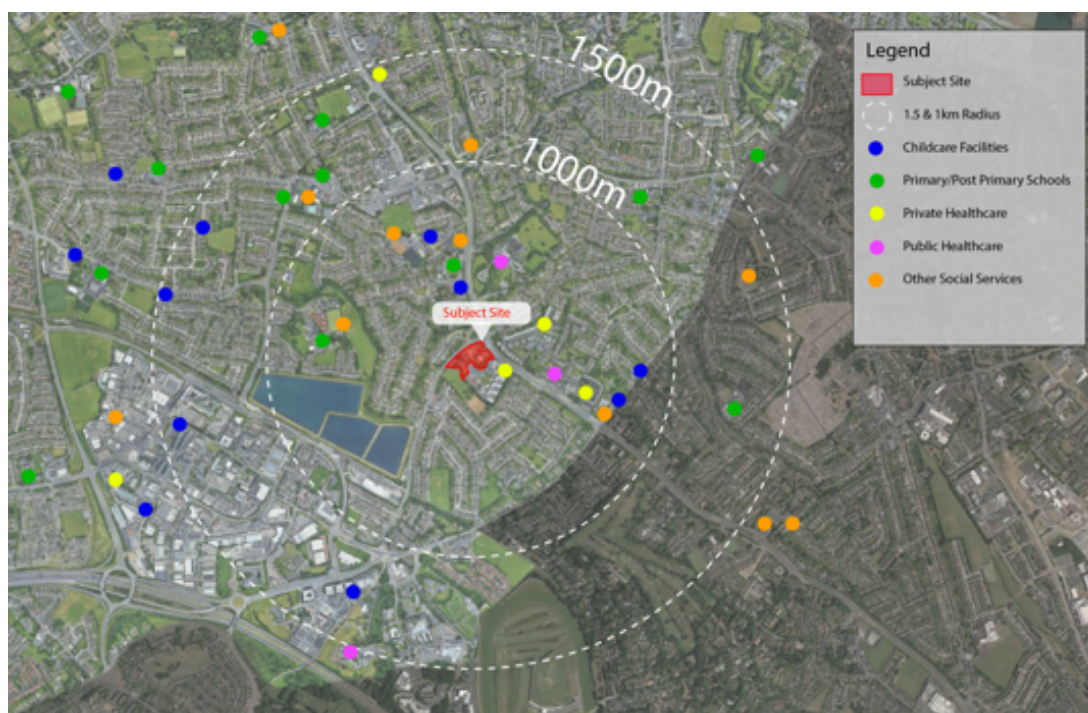 1500m
1000m
Subject Site
Legend
Subject Site
1.5 & 1km Radius
Childcare Facilities
Primary/Post Primary Schools
Private Healthcare
Public Healthcare
Other Social Services